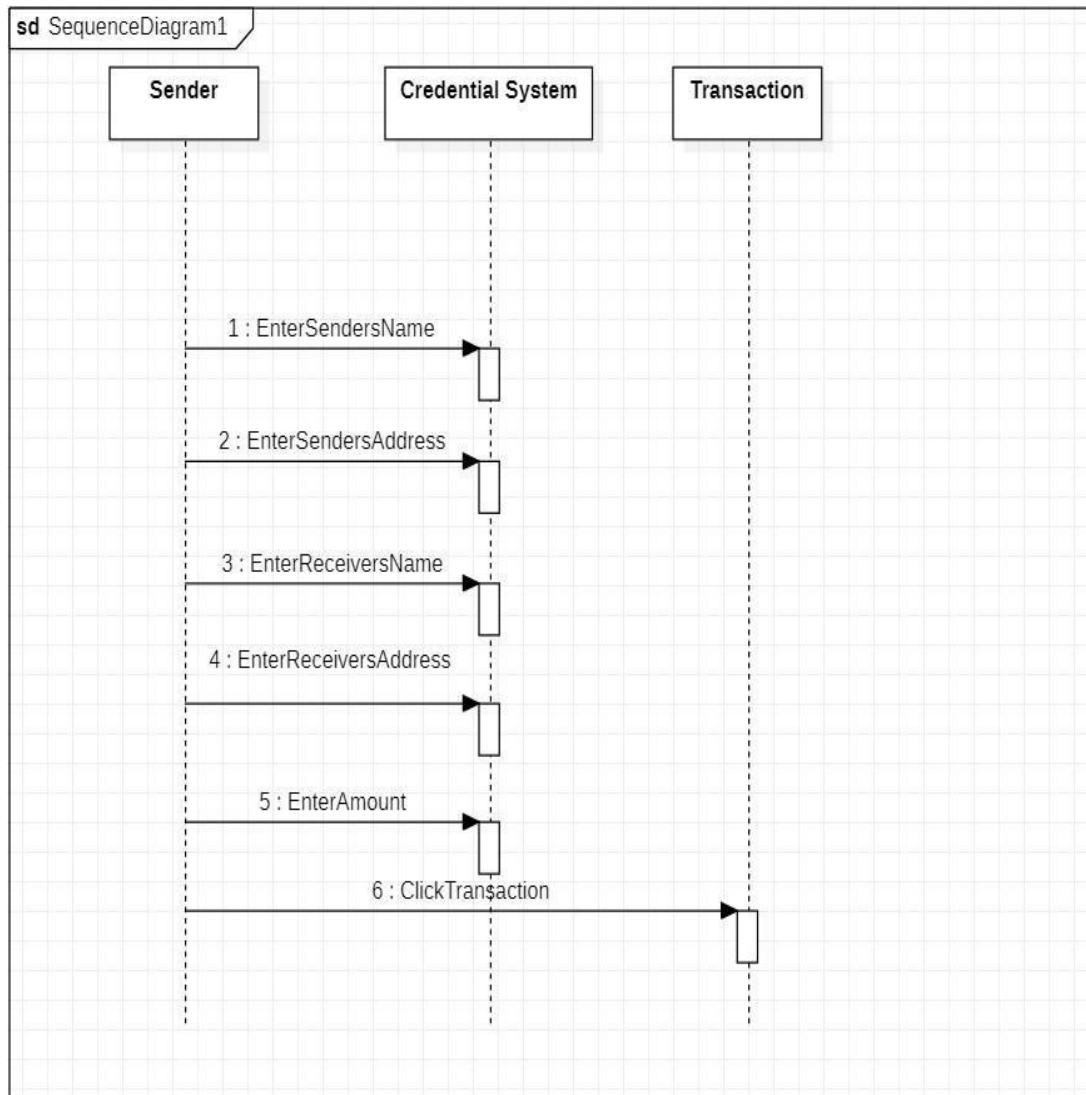 sd SequenceDiagram1
Sender
Credential System
Transaction
1 : EnterSendersName
2 : EnterSendersAddress
3 : EnterReceiversName
4 : EnterReceiversAddress
5 : EnterAmount
6 : ClickTransaction